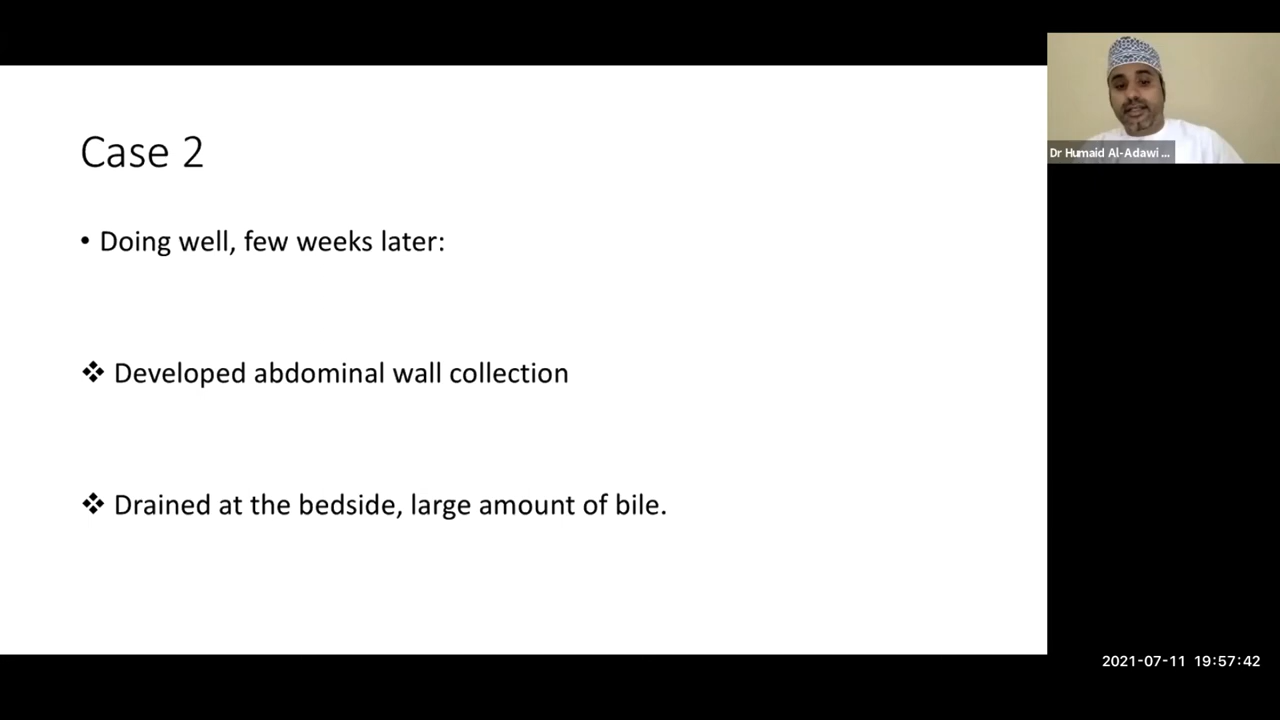 Case 2
• Doing well, few weeks later:
❖ Developed abdominal wall collection
❖ Drained at the bedside, large amount of bile.
Dr Humaid Al-Adawi ...
2021-07-11 19:57:42